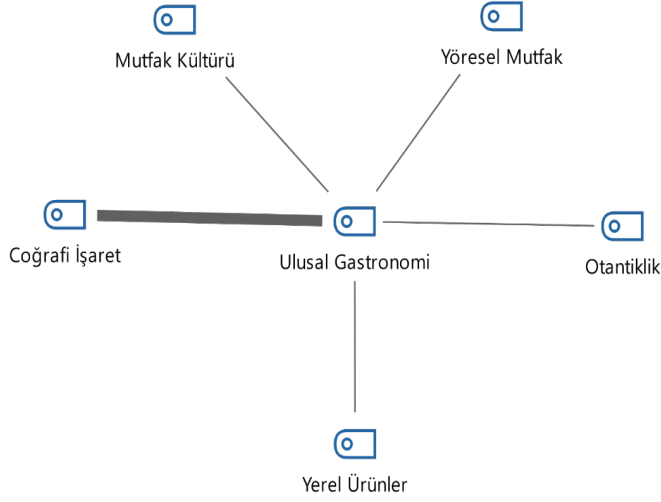 Mutfak Kültürü
Yöresel Mutfak
Coğrafi İşaret
Ulusal Gastronomi
Otantiklik
Yerel Ürünler